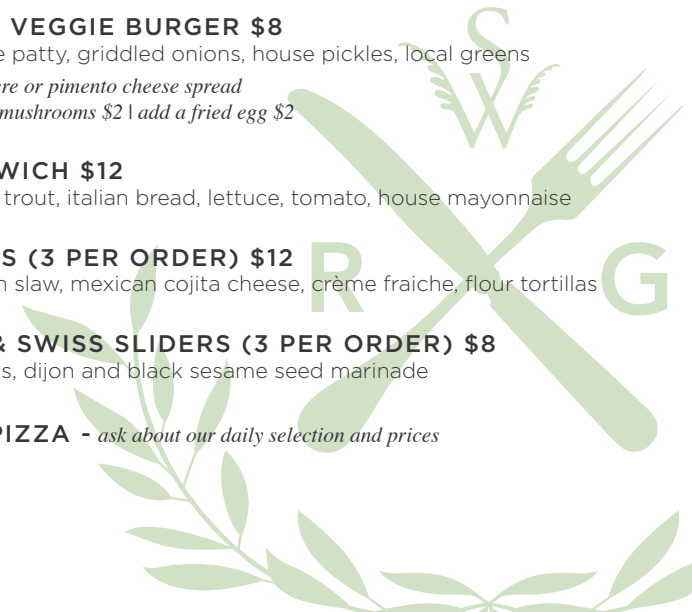 VEGGIE BURGER $8
patty, griddled onions, house pickles, local greens
or pimento cheese spread
mushrooms $2 | add a fried egg $2
$12
trout, italian bread, lettuce, tomato, house mayonnaise
(3 PER ORDER) $12
slaw, mexican cojita cheese, crème fraiche, flour tortillas
& SWISS SLIDERS (3 PER ORDER) $8
dijon and black sesame seed marinade
PIZZA - ask about our daily selection and prices
S
W
R G